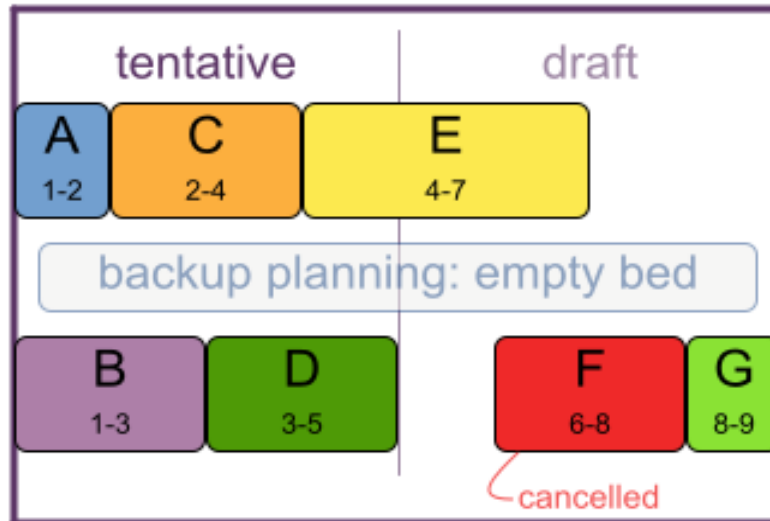 tentative draft
A C E
1-2 2-4 4-7
backup planning: empty bed
B D F G
1-3 3-5 6-8 8-9
cancelled